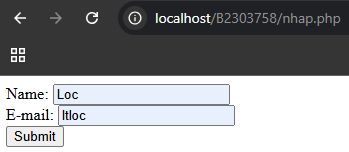 localhost/B2303758/nhap.php
Name: Loc
E-mail: ltloc
Submit